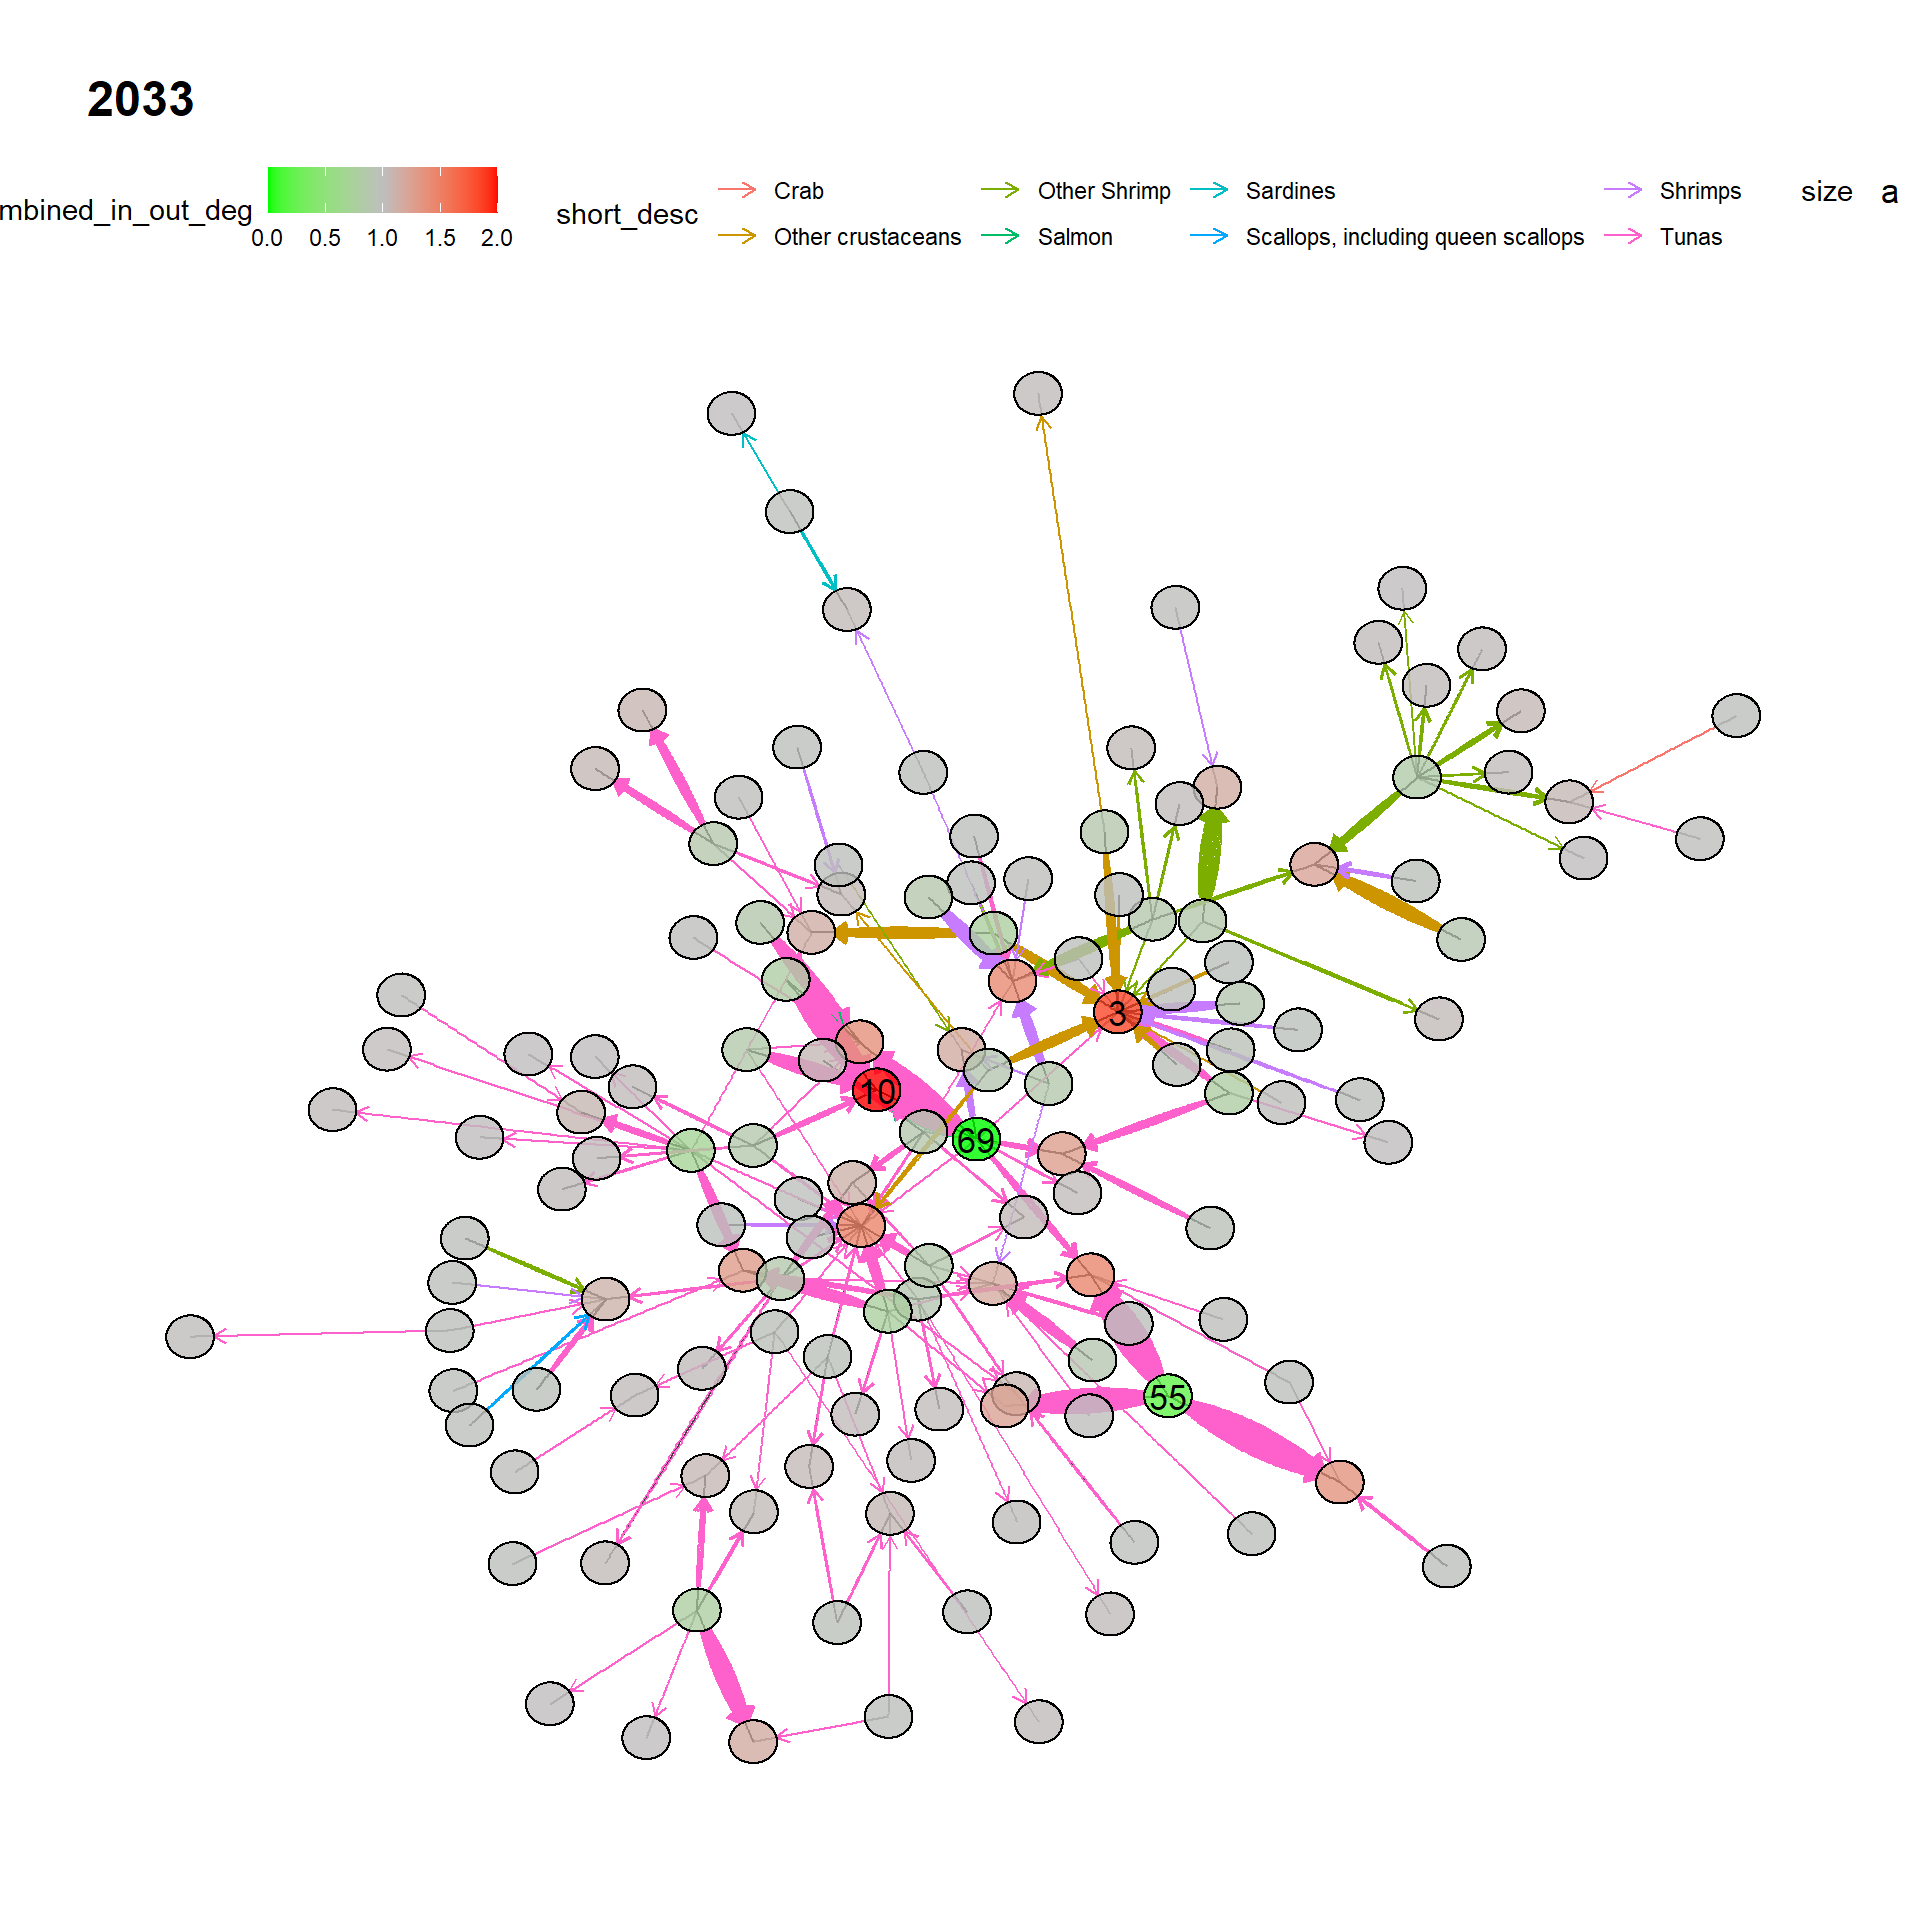 2033
mbined_in_out_deg
0.0 0.5 1.0 1.5 2.0
short_desc
Crab
Other crustaceans
Other Shrimp
Salmon
Sardines
Scallops, including queen scallops
Shrimps
Tunas
size a
3
10
69
55